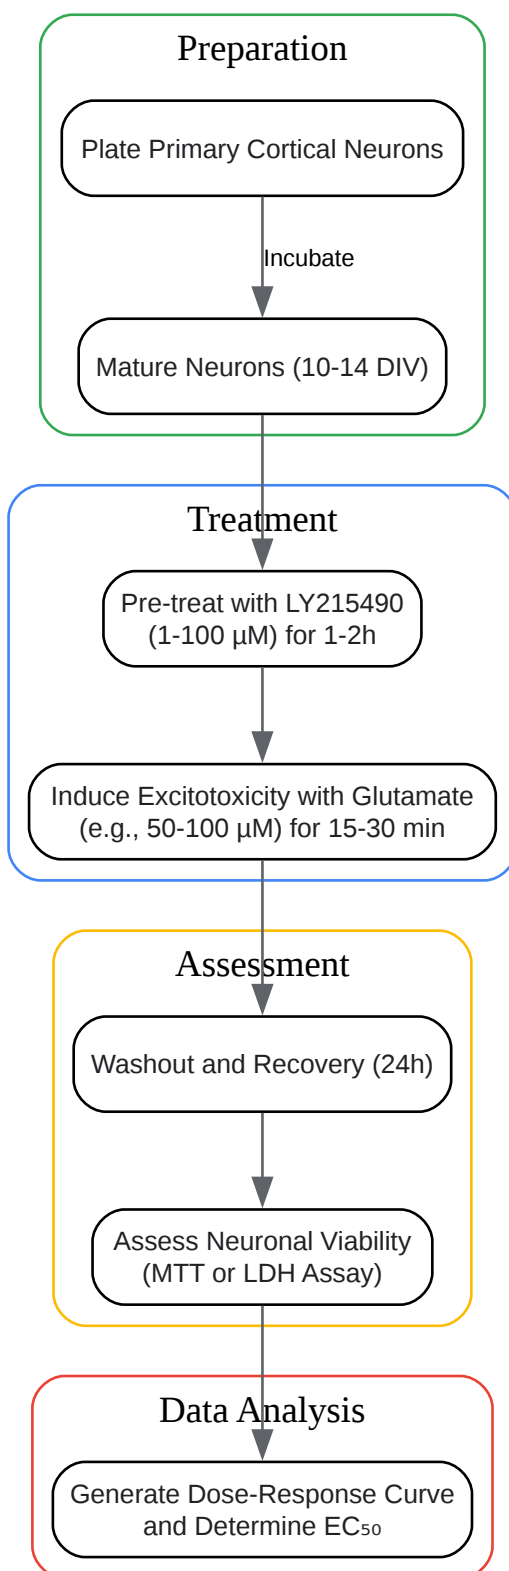 Preparation
Plate Primary Cortical Neurons
Incubate
Mature Neurons (10-14 DIV)
Treatment
Pre-treat with LY215490
(1-100 µM) for 1-2h
Induce Excitotoxicity with Glutamate
(e.g., 50-100 µM) for 15-30 min
Assessment
Washout and Recovery (24h)
Assess Neuronal Viability
(MTT or LDH Assay)
Data Analysis
Generate Dose-Response Curve
and Determine EC₅₀